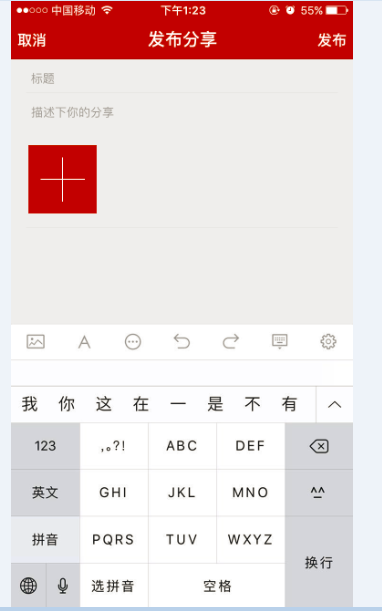 中国移动 下午1:23 55%
取消 发布分享 发布
标题
描述下你的分享
我 你 这 在 一 是 不 有
123 ,。?! ABC DEF
英文 GHI JKL MNO ^^
拼音 PQRS TUV WXYZ
换行
选拼音 空格